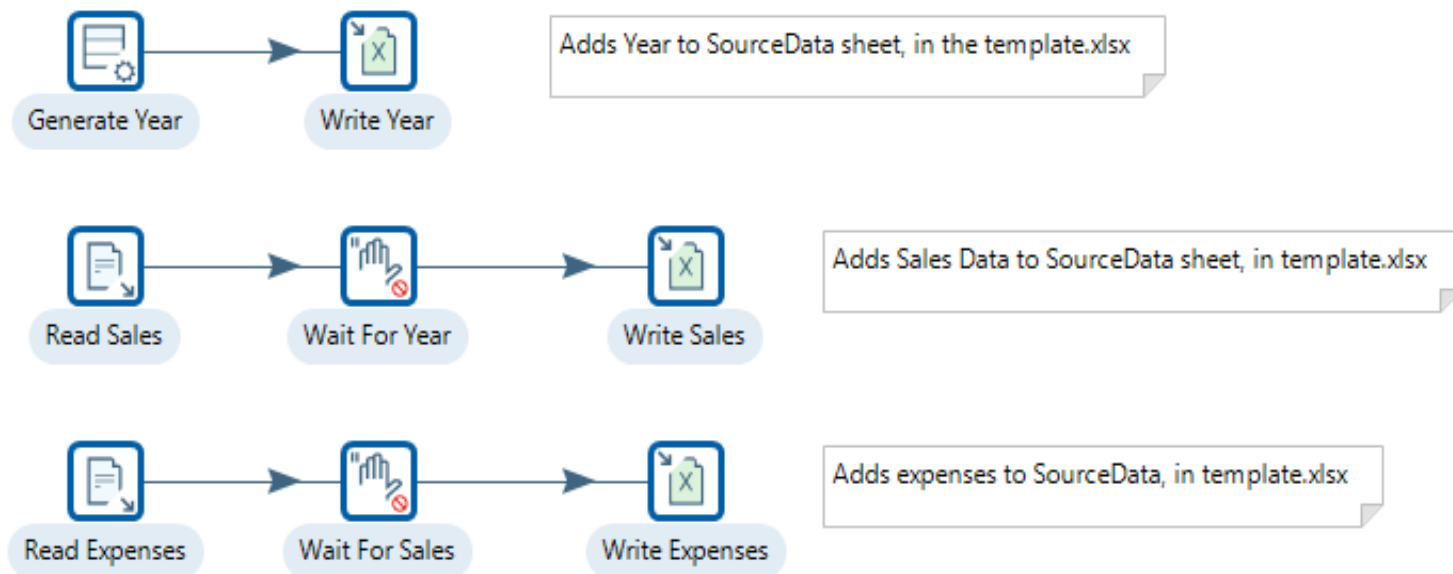 Adds Year to SourceData sheet, in the template.xlsx
Generate Year
Write Year
Adds Sales Data to SourceData sheet, in template.xlsx
Read Sales
Wait For Year
Write Sales
Adds expenses to SourceData, in template.xlsx
Read Expenses
Wait For Sales
Write Expenses